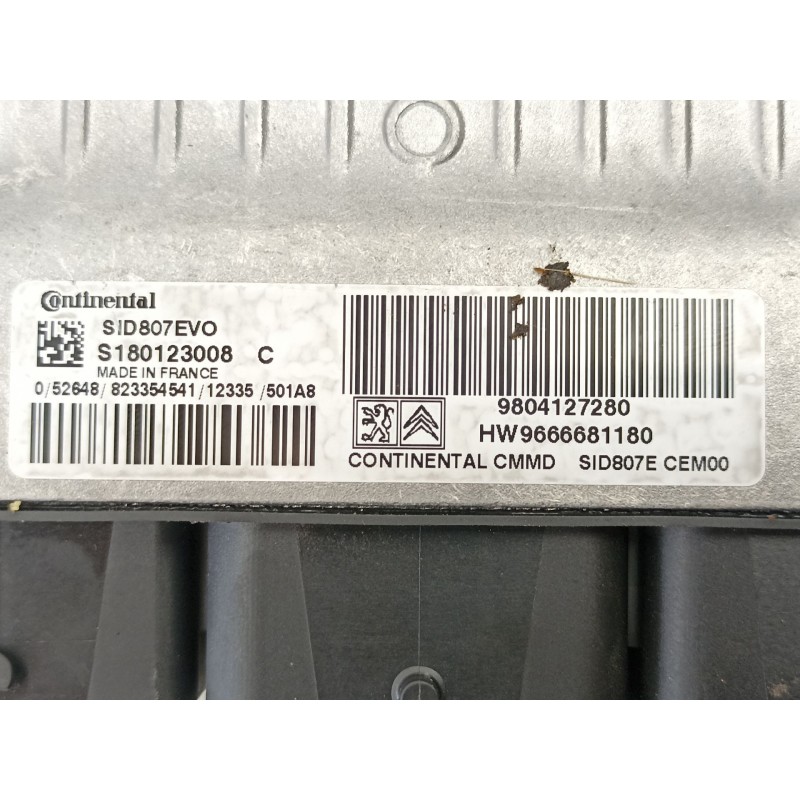 Continental
SID807EVO
S180123008 C
MADE IN FRANCE
0/52648/823354541/12335/501A8
9804127280
HW9666681180
CONTINENTAL CMMD SID807E CEM00